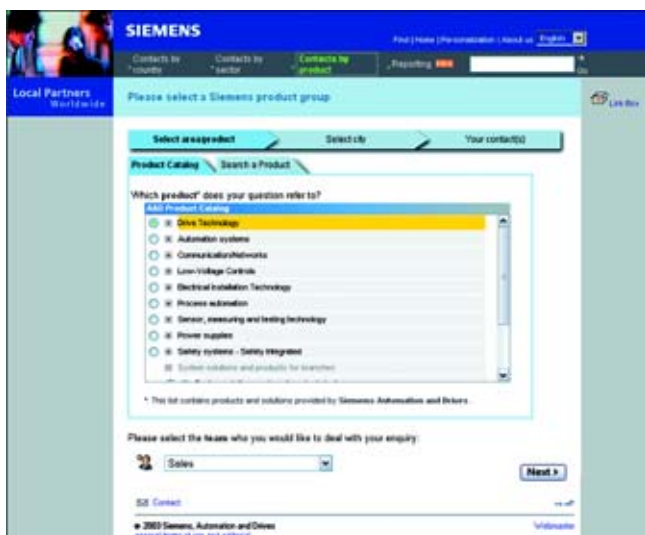 SIEMENS
Find | Home | Personalization | About us English
Contacts by country
Contacts by sector
Contacts by product
Reporting
Go
Local Partners
Worldwide
Please select a Siemens product group
Link Box
Select area/product
Select city
Your contact(s)
Product Catalog
Search a Product
Which product* does your question refer to?
A&D Product Catalog
Drive Technology
Automation systems
Communication/Networks
Low-Voltage Controls
Electrical Installation Technology
Process automation
Sensor, measuring and testing technology
Power supplies
Safety systems - Safety Integrated
System solutions and products for branches
* This list contains products and solutions provided by Siemens Automation and Drives.
Please select the team who you would like to deal with your enquiry:
Sales
Next >
Contact
© 2003 Siemens, Automation and Drives
Webmaster